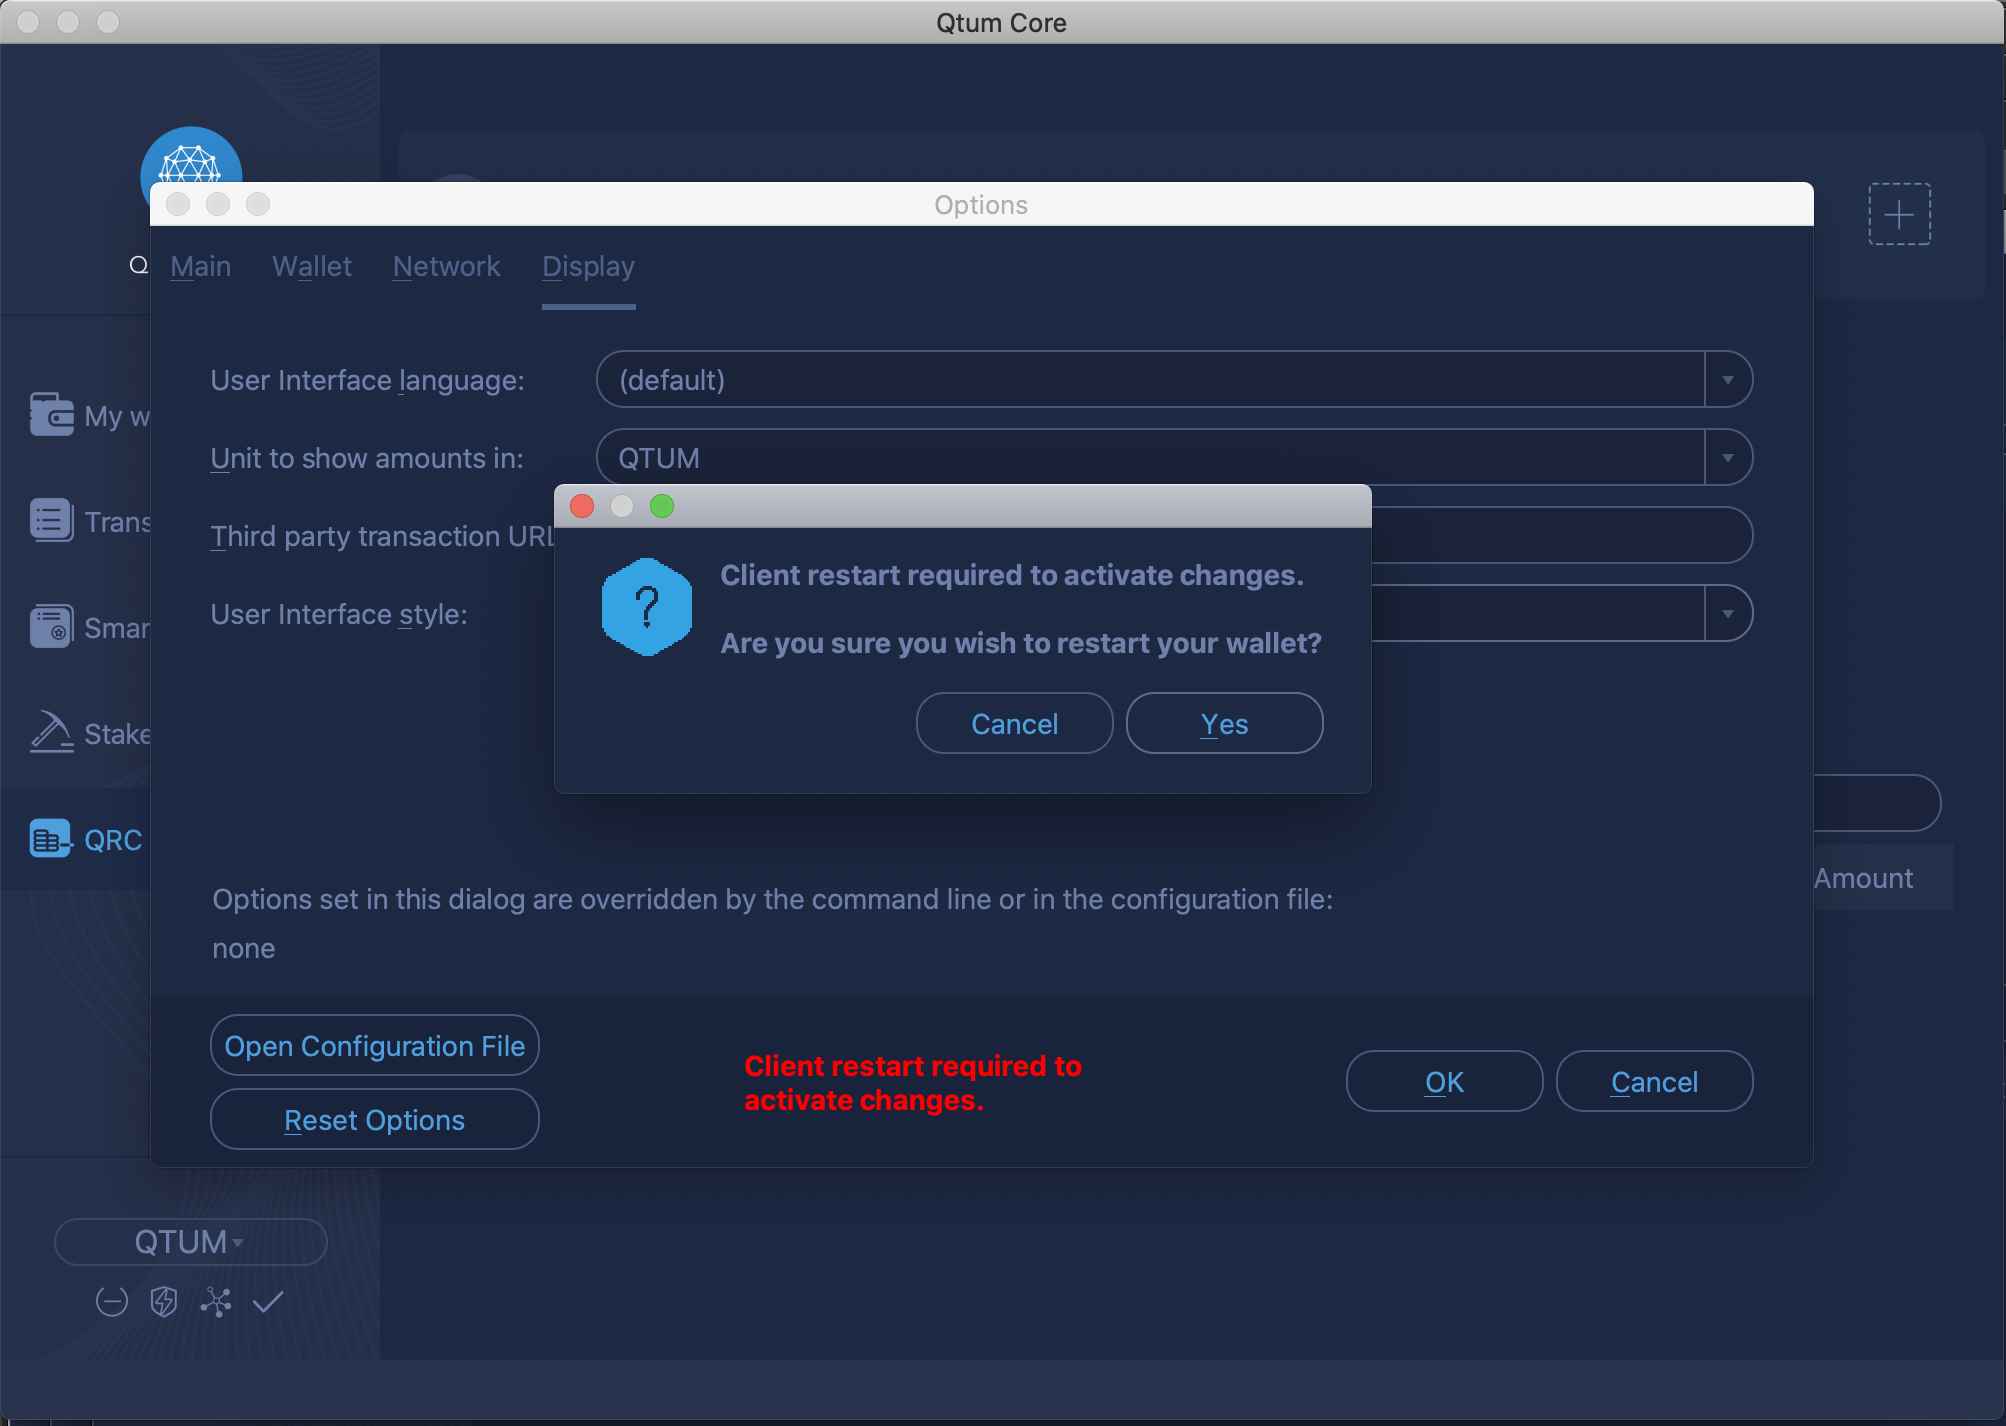 Qtum Core
Options
Q
Main Wallet Network Display
User Interface language: (default)
My w
Unit to show amounts in: QTUM
Trans
Third party transaction URL
Client restart required to activate changes.
User Interface style:
Smar
Are you sure you wish to restart your wallet?
Cancel Yes
Stake
QRC
Amount
Options set in this dialog are overridden by the command line or in the configuration file:
none
Open Configuration File
Client restart required to
activate changes.
OK Cancel
Reset Options
QTUM